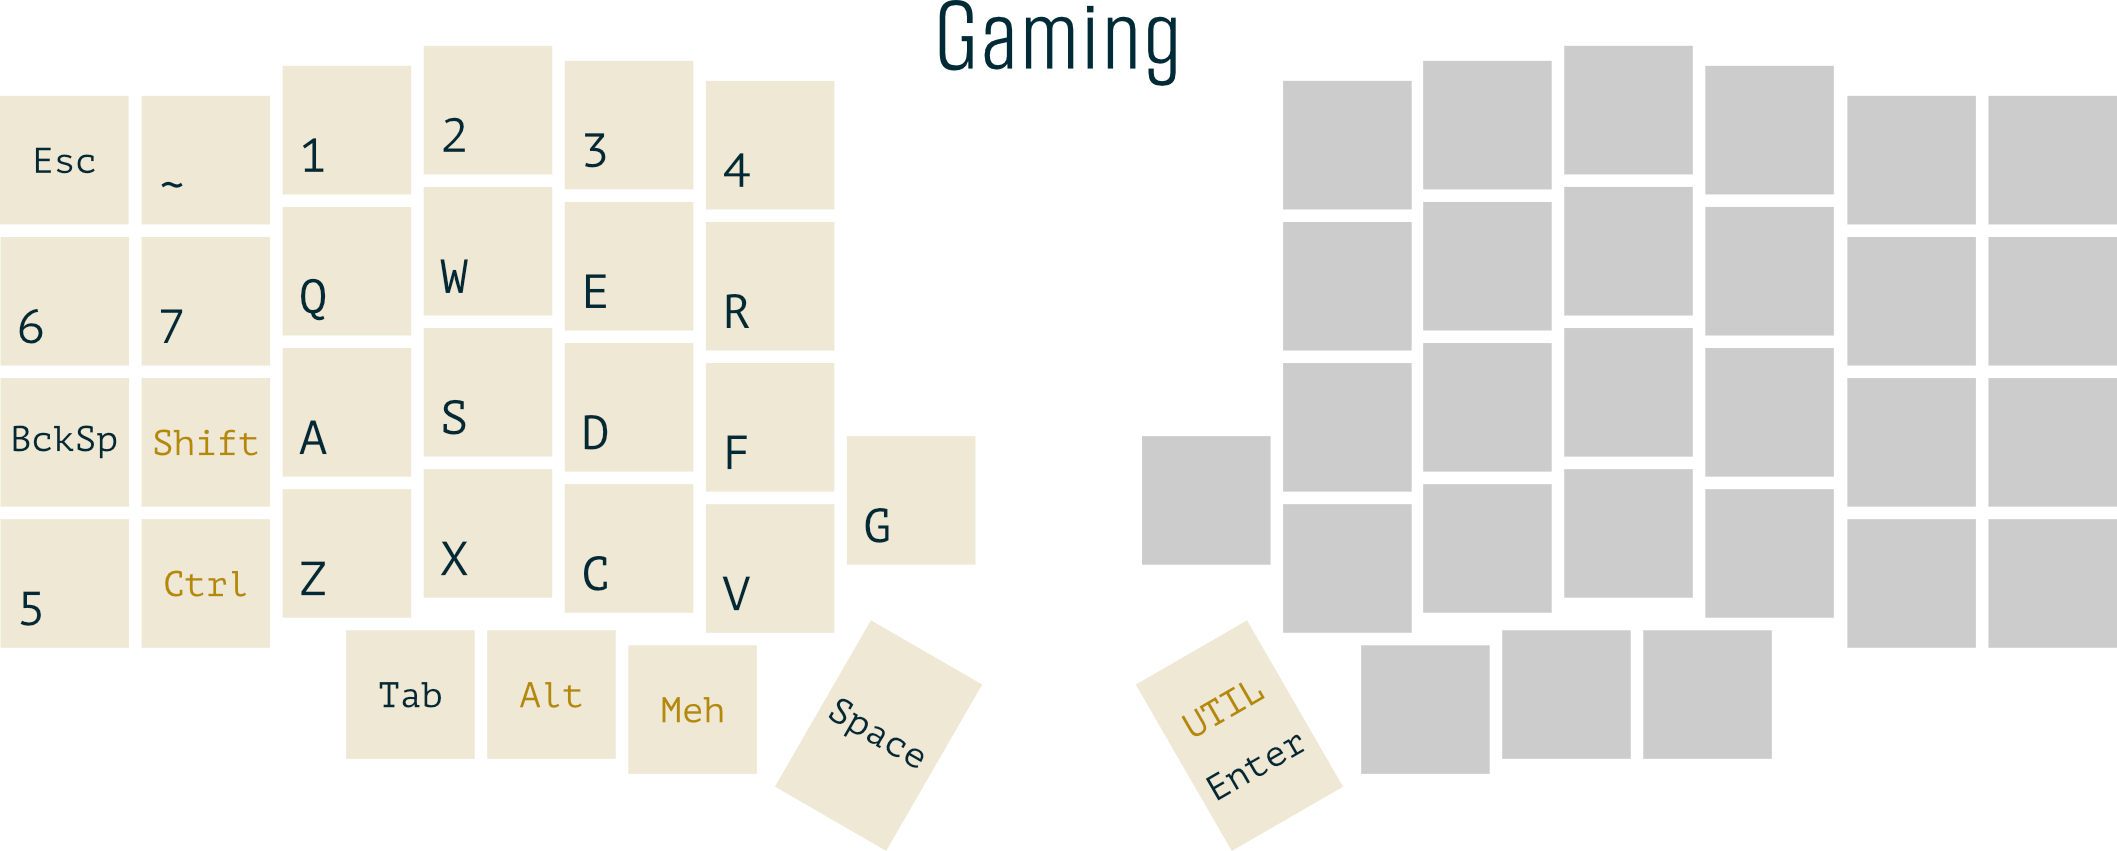 Gaming
Esc ~ 1 2 3 4
6 7 Q W E R
BckSp Shift A S D F G
5 Ctrl Z X C V
Tab Alt Meh Space
UTIL
Enter